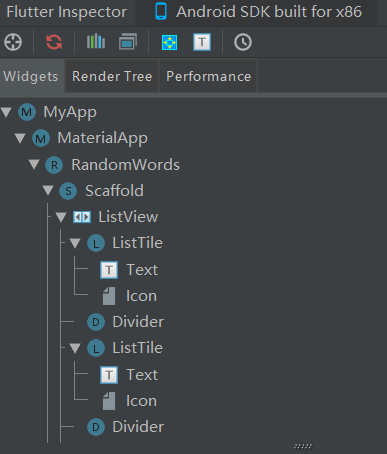 Flutter Inspector Android SDK built for x86
T
Widgets Render Tree Performance
M MyApp
M MaterialApp
R RandomWords
S Scaffold
ListView
L ListTile
T Text
Icon
D Divider
L ListTile
T Text
Icon
D Divider